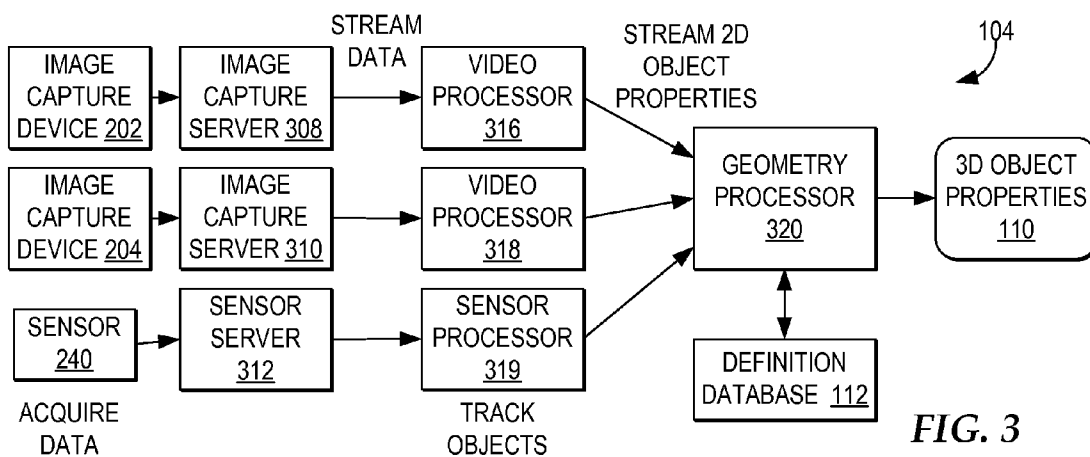 STREAM
DATA
STREAM 2D
OBJECT
PROPERTIES
104
IMAGE
CAPTURE
DEVICE 202
IMAGE
CAPTURE
SERVER 308
VIDEO
PROCESSOR
316
IMAGE
CAPTURE
DEVICE 204
IMAGE
CAPTURE
SERVER 310
VIDEO
PROCESSOR
318
GEOMETRY
PROCESSOR
320
3D OBJECT
PROPERTIES
110
SENSOR
240
SENSOR
SERVER
312
SENSOR
PROCESSOR
319
DEFINITION
DATABASE 112
ACQUIRE
DATA
TRACK
OBJECTS
FIG. 3